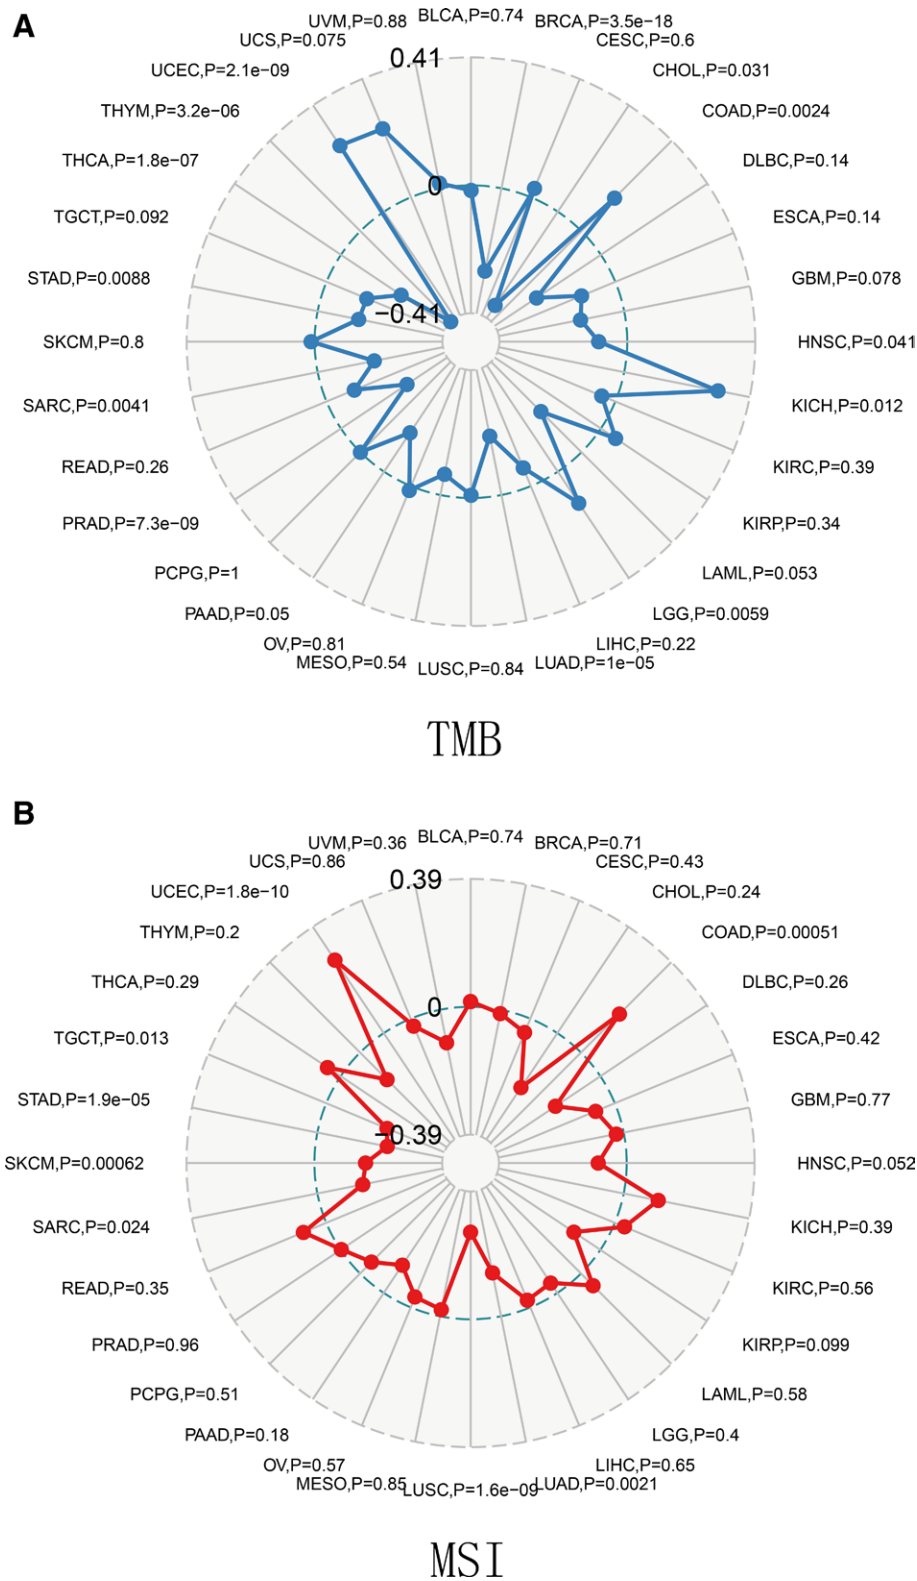 A
UVM,P=0.88
BLCA,P=0.74
BRCA,P=3.5e−18
UCS,P=0.075
CESC,P=0.6
0.41
UCEC,P=2.1e−09
CHOL,P=0.031
THYM,P=3.2e−06
COAD,P=0.0024
THCA,P=1.8e−07
DLBC,P=0.14
0
TGCT,P=0.092
ESCA,P=0.14
STAD,P=0.0088
GBM,P=0.078
−0.41
SKCM,P=0.8
HNSC,P=0.041
SARC,P=0.0041
KICH,P=0.012
READ,P=0.26
KIRC,P=0.39
PRAD,P=7.3e−09
KIRP,P=0.34
PCPG,P=1
LAML,P=0.053
PAAD,P=0.05
LGG,P=0.0059
OV,P=0.81
LIHC,P=0.22
MESO,P=0.54
LUSC,P=0.84
LUAD,P=1e−05
TMB
B
UVM,P=0.36
BLCA,P=0.74
BRCA,P=0.71
UCS,P=0.86
CESC,P=0.43
0.39
UCEC,P=1.8e−10
CHOL,P=0.24
THYM,P=0.2
COAD,P=0.00051
THCA,P=0.29
DLBC,P=0.26
0
TGCT,P=0.013
ESCA,P=0.42
STAD,P=1.9e−05
GBM,P=0.77
−0.39
SKCM,P=0.00062
HNSC,P=0.052
SARC,P=0.024
KICH,P=0.39
READ,P=0.35
KIRC,P=0.56
PRAD,P=0.96
KIRP,P=0.099
PCPG,P=0.51
LAML,P=0.58
PAAD,P=0.18
LGG,P=0.4
OV,P=0.57
LIHC,P=0.65
MESO,P=0.85
LUSC,P=1.6e−09
LUAD,P=0.0021
MSI